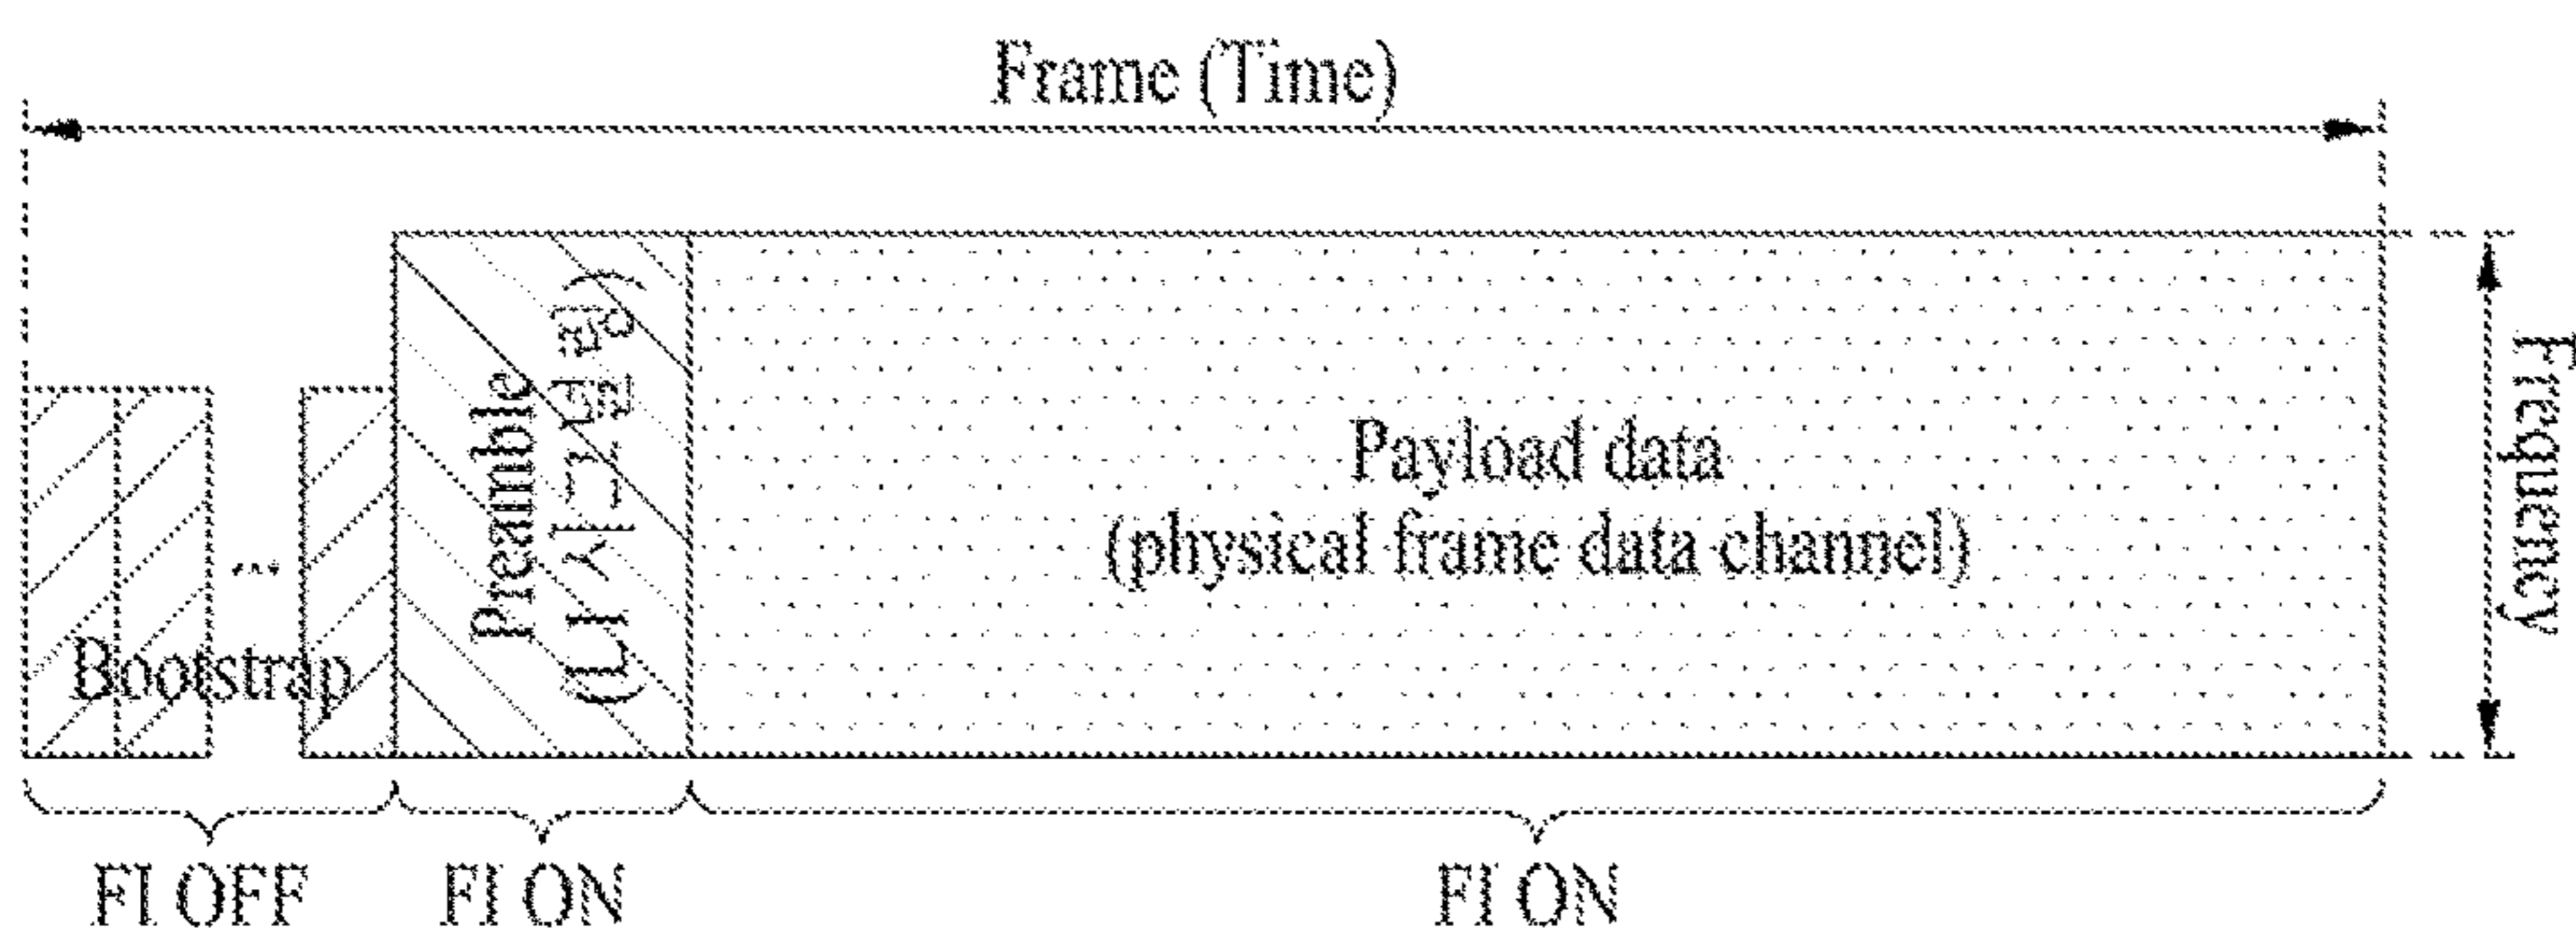 Frame (Time)
Frequency
Bootstrap
Preamble
(L1 시그널링)
Payload data
(physical frame data channel)
FI OFF
FI ON
FI ON